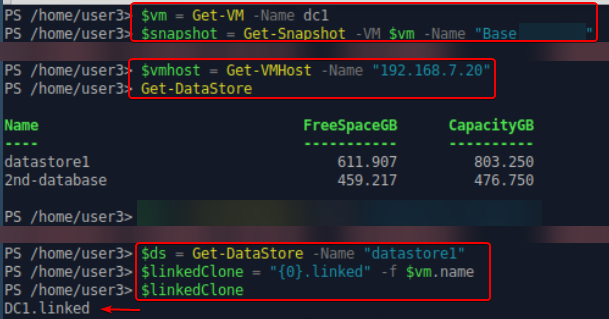 PS /home/user3> $vm = Get-VM -Name dc1
PS /home/user3> $snapshot = Get-Snapshot -VM $vm -Name "Base "
PS /home/user3> $vmhost = Get-VMHost -Name "192.168.7.20"
PS /home/user3> Get-DataStore
Name FreeSpaceGB CapacityGB
---- ----------- ----------
datastore1 611.907 803.250
2nd-database 459.217 476.750
PS /home/user3>
PS /home/user3> $ds = Get-DataStore -Name "datastore1"
PS /home/user3> $linkedClone = "{0}.linked" -f $vm.name
PS /home/user3> $linkedClone
DC1.linked